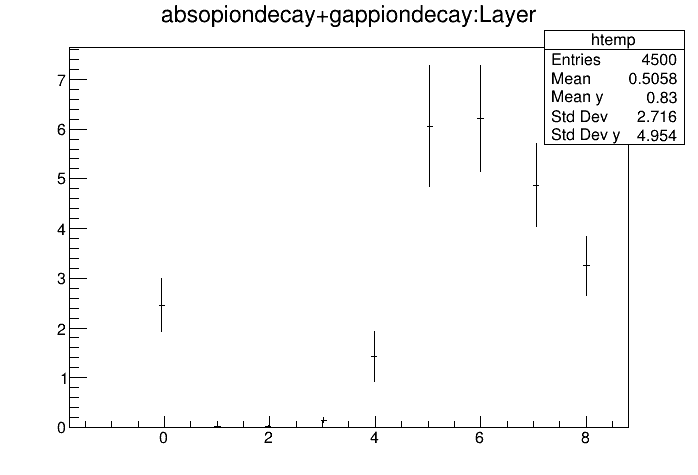 absopiondecay+gappiondecay:Layer
htemp
Entries 4500
Mean 0.5058
Mean y 0.83
Std Dev 2.716
Std Dev y 4.954
7
6
5
4
3
2
1
0
0 2 4 6 8